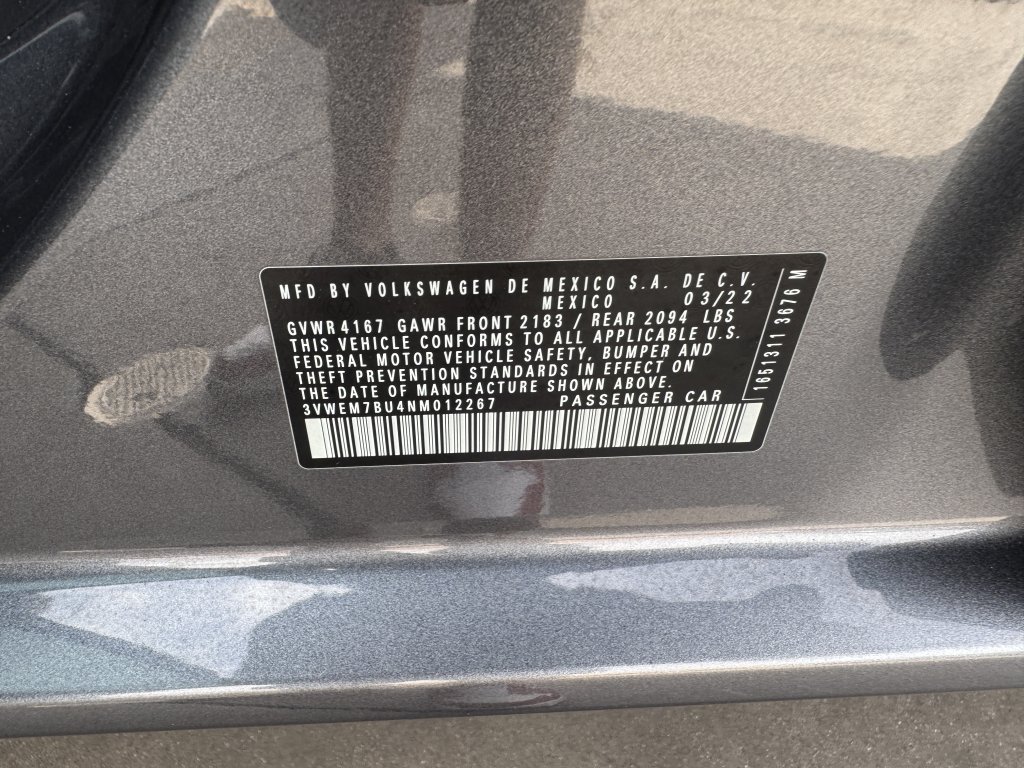 MFD BY VOLKSWAGEN DE MEXICO S.A. DE C.V.
MEXICO 03/22
GVWR 4167 GAWR FRONT 2183 / REAR 2094 LBS
THIS VEHICLE CONFORMS TO ALL APPLICABLE U.S.
FEDERAL MOTOR VEHICLE SAFETY, BUMPER AND
THEFT PREVENTION STANDARDS IN EFFECT ON
THE DATE OF MANUFACTURE SHOWN ABOVE.
3VWEM7BU4NM012267 PASSENGER CAR
1651311 3676 M